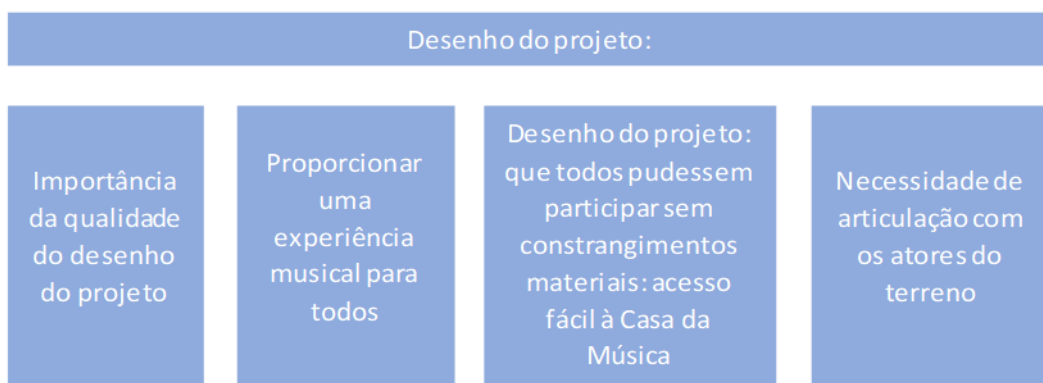 Desenho do projeto:
Importância
da qualidade
do desenho
do projeto
Proporcionar
uma
experiência
musical para
todos
Desenho do projeto:
que todos pudessem
participar sem
constrangimentos
materiais: acesso
fácil à Casa da
Música
Necessidade de
articulação com
os atores do
terreno